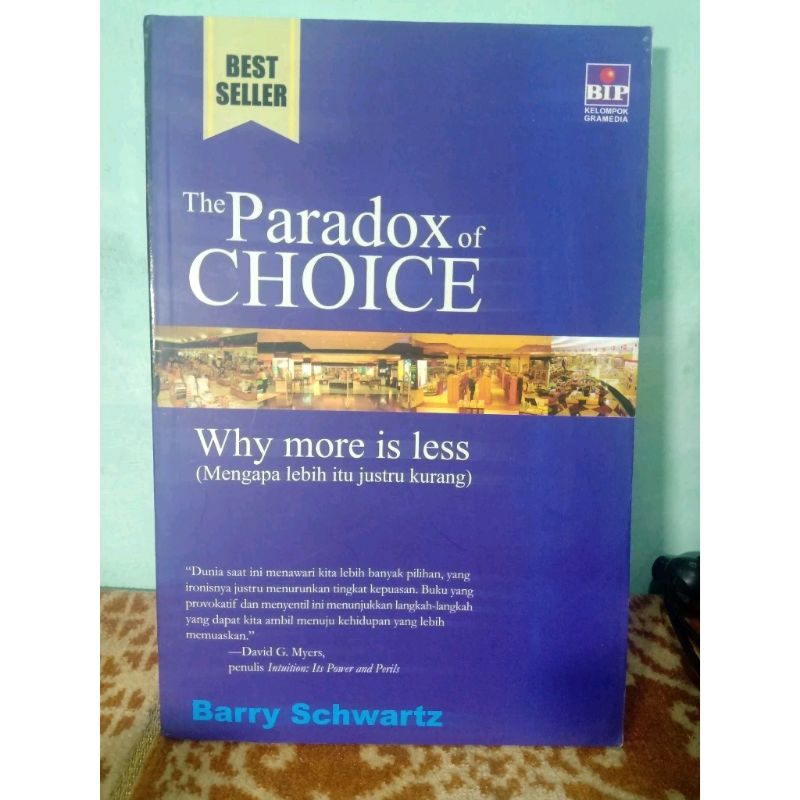 BEST
SELLER
BIP
KELOMPOK
GRAMEDIA
The Paradox of
CHOICE
Why more is less
(Mengapa lebih itu justru kurang)
“Dunia saat ini menawari kita lebih banyak pilihan, yang
ironisnya justru menurunkan tingkat kepuasan. Buku yang
provokatif dan menyentil ini menunjukkan langkah-langkah
yang dapat kita ambil menuju kehidupan yang lebih
memuaskan.”
—David G. Myers,
penulis Intuition: Its Power and Perils
Barry Schwartz